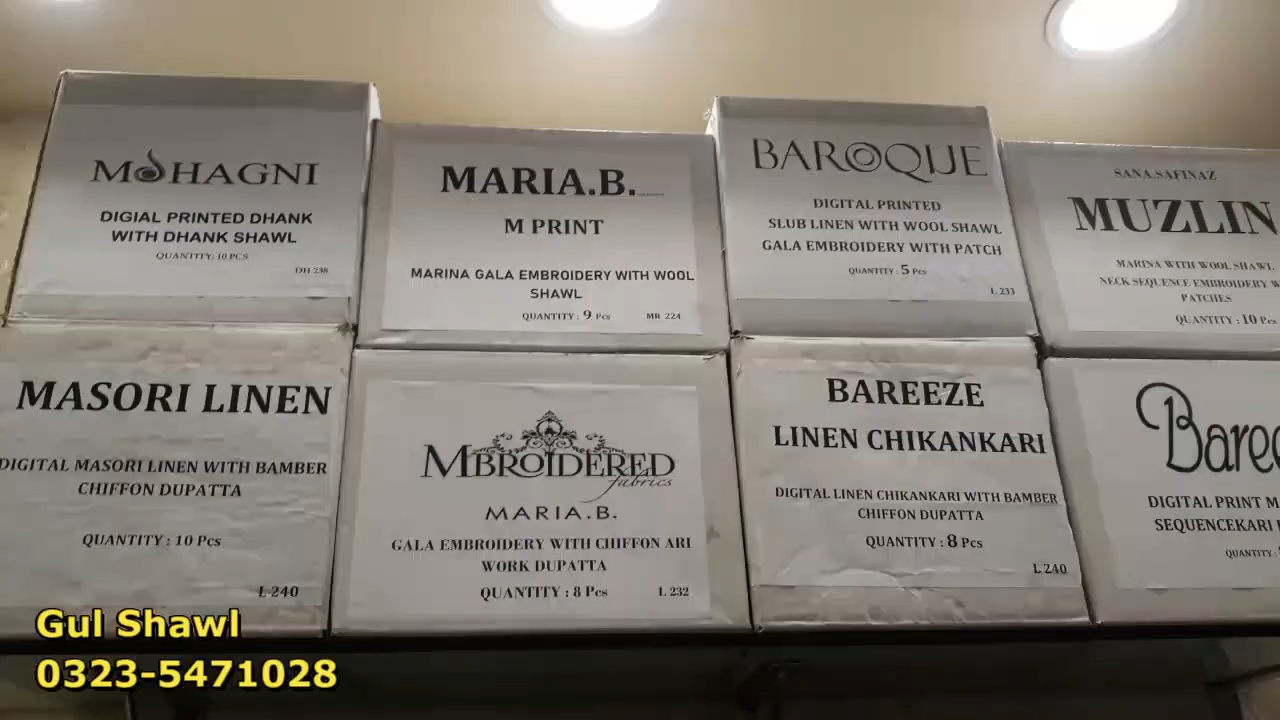 MOHAGNI
DIGIAL PRINTED DHANK
WITH DHANK SHAWL
QUANTITY: 10 PCS
DH 238
MARIA.B.
M PRINT
MARINA GALA EMBROIDERY WITH WOOL
SHAWL
QUANTITY : 9 Pcs
MR 224
BAROQUE
DIGITAL PRINTED
SLUB LINEN WITH WOOL SHAWL
GALA EMBROIDERY WITH PATCH
QUANTITY : 5 Pcs
L 233
SANA.SAFINAZ
MUZLIN
MARINA WITH WOOL SHAWL
NECK SEQUENCE EMBROIDERY W
PATCHES
QUANTITY : 10 Pcs
MASORI LINEN
DIGITAL MASORI LINEN WITH BAMBER
CHIFFON DUPATTA
QUANTITY : 10 Pcs
L 240
MBROIDERED
fabrics
MARIA.B.
GALA EMBROIDERY WITH CHIFFON ARI
WORK DUPATTA
QUANTITY : 8 Pcs
L 232
BAREEZE
LINEN CHIKANKARI
DIGITAL LINEN CHIKANKARI WITH BAMBER
CHIFFON DUPATTA
QUANTITY : 8 Pcs
L 240
Baree
DIGITAL PRINT M
SEQUENCEKARI
QUANTITY :
Gul Shawl
0323-5471028